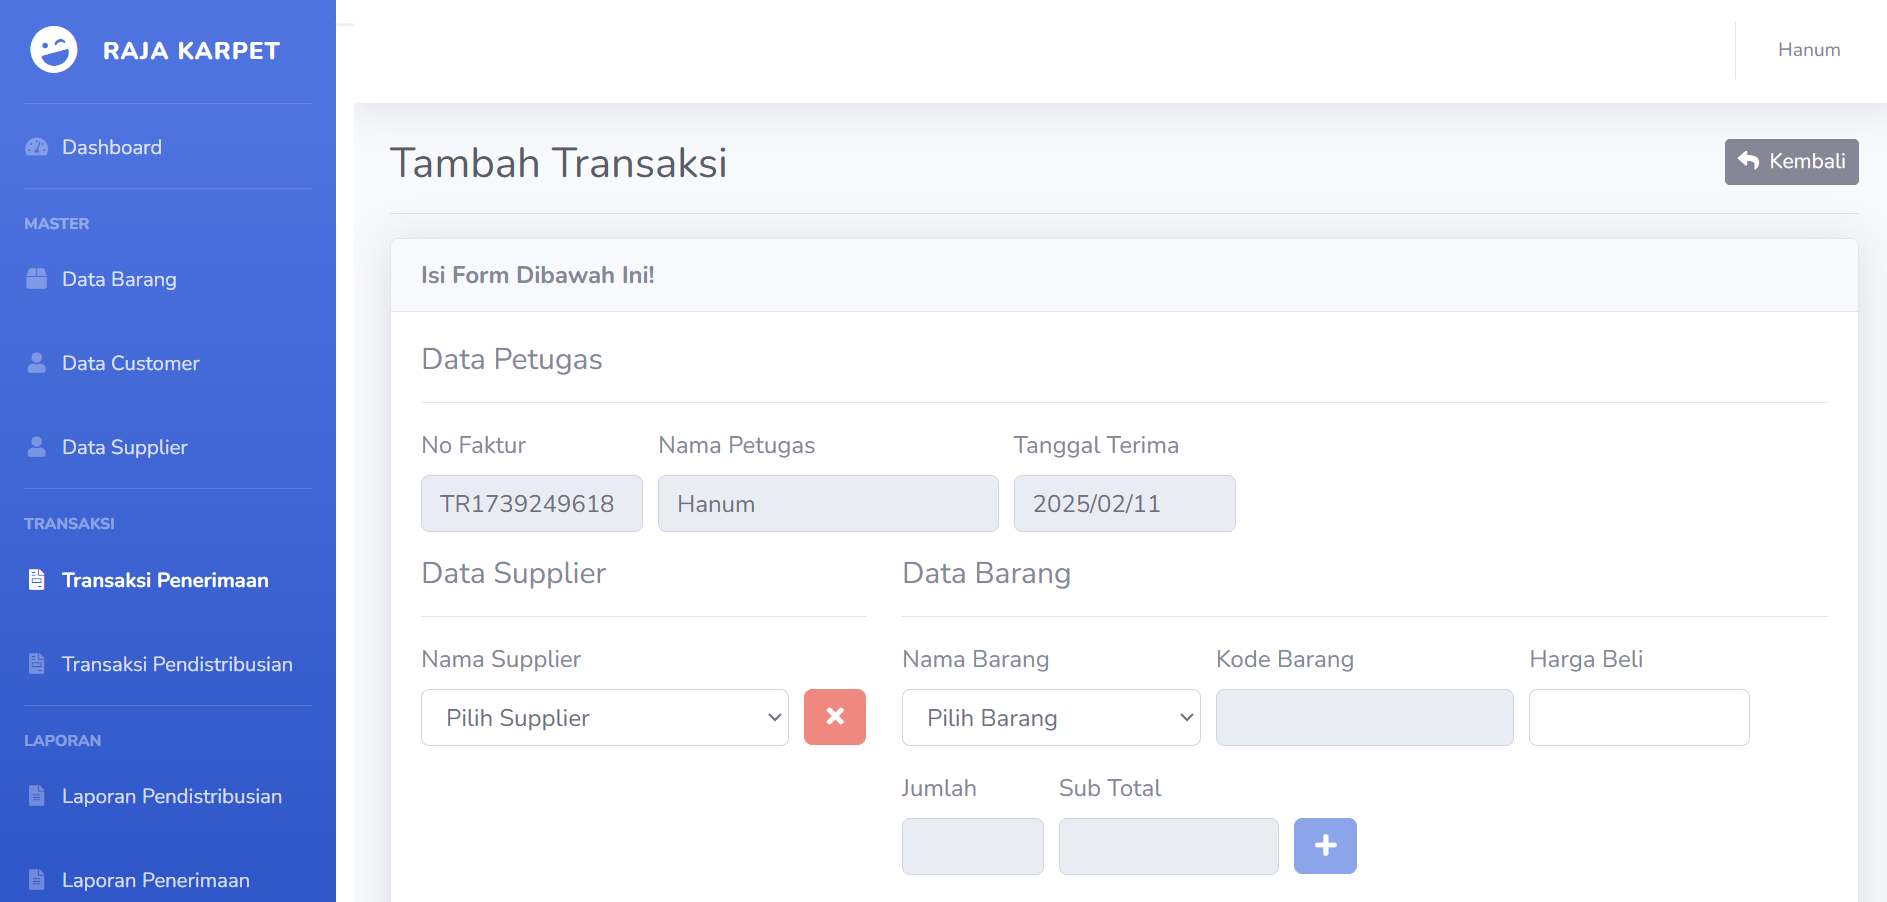 RAJA KARPET
Dashboard
MASTER
Data Barang
Data Customer
Data Supplier
TRANSAKSI
Transaksi Penerimaan
Transaksi Pendistribusian
LAPORAN
Laporan Pendistribusian
Laporan Penerimaan
Hanum
Tambah Transaksi
Kembali
Isi Form Dibawah Ini!
Data Petugas
No Faktur Nama Petugas Tanggal Terima
TR1739249618 Hanum 2025/02/11
Data Supplier
Nama Supplier
Pilih Supplier
Data Barang
Nama Barang Kode Barang Harga Beli
Pilih Barang
Jumlah Sub Total